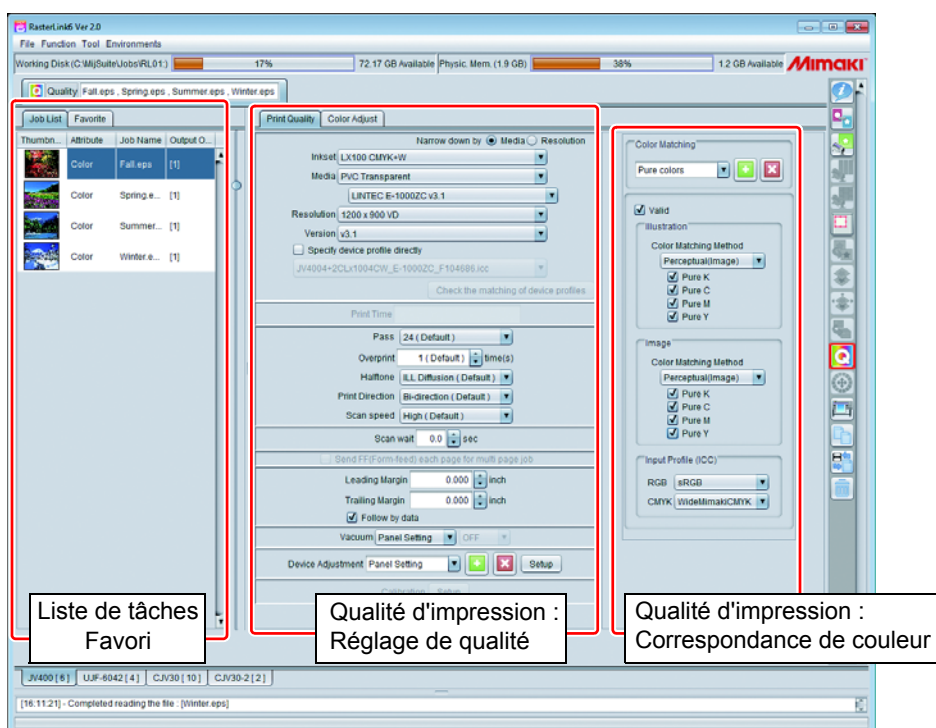 RasterLink6 Ver 2.0
File Function Tool Environments
Working Disk (C:\MijSuite\Jobs\RL01:) 17% 72.17 GB Available Physic. Mem. (1.9 GB) 38% 1.2 GB Available Mimaki
Quality Fall.eps , Spring.eps , Summer.eps , Winter.eps
Job List Favorite
Thumbn... Attribute Job Name Output O...
Color Fall.eps [1]
Color Spring.e... [1]
Color Summer... [1]
Color Winter.e... [1]
Liste de tâches
Favori
Print Quality Color Adjust
Narrow down by Media Resolution
Inkset LX100 CMYK+W
Media PVC Transparent
LINTEC E-1000ZC v3.1
Resolution 1200 x 900 VD
Version v3.1
Specify device profile directly
JV4004+2CLx1004CW_E-1000ZC_F104686.icc
Check the matching of device profiles
Print Time
Pass 24 ( Default )
Overprint 1 ( Default ) time(s)
Halftone ILL Diffusion ( Default )
Print Direction Bi-direction ( Default )
Scan speed High ( Default )
Scan wait 0.0 sec
Send FF(Form-feed) each page for multi page job
Leading Margin 0.000 inch
Trailing Margin 0.000 inch
Follow by data
Vacuum Panel Setting OFF
Device Adjustment Panel Setting Setup
Calibration Setup
Qualité d'impression :
Réglage de qualité
Color Matching
Pure colors
Valid
Illustration
Color Matching Method
Perceptual(Image)
Pure K
Pure C
Pure M
Pure Y
Image
Color Matching Method
Perceptual(Image)
Pure K
Pure C
Pure M
Pure Y
Input Profile (ICC)
RGB sRGB
CMYK WideMimakiCMYK
Qualité d'impression :
Correspondance de couleur
JV400 [ 6 ] UJF-6042 [ 4 ] CJV30 [ 10 ] CJV30-2 [ 2 ]
[16:11:21] - Completed reading the file : [Winter.eps]